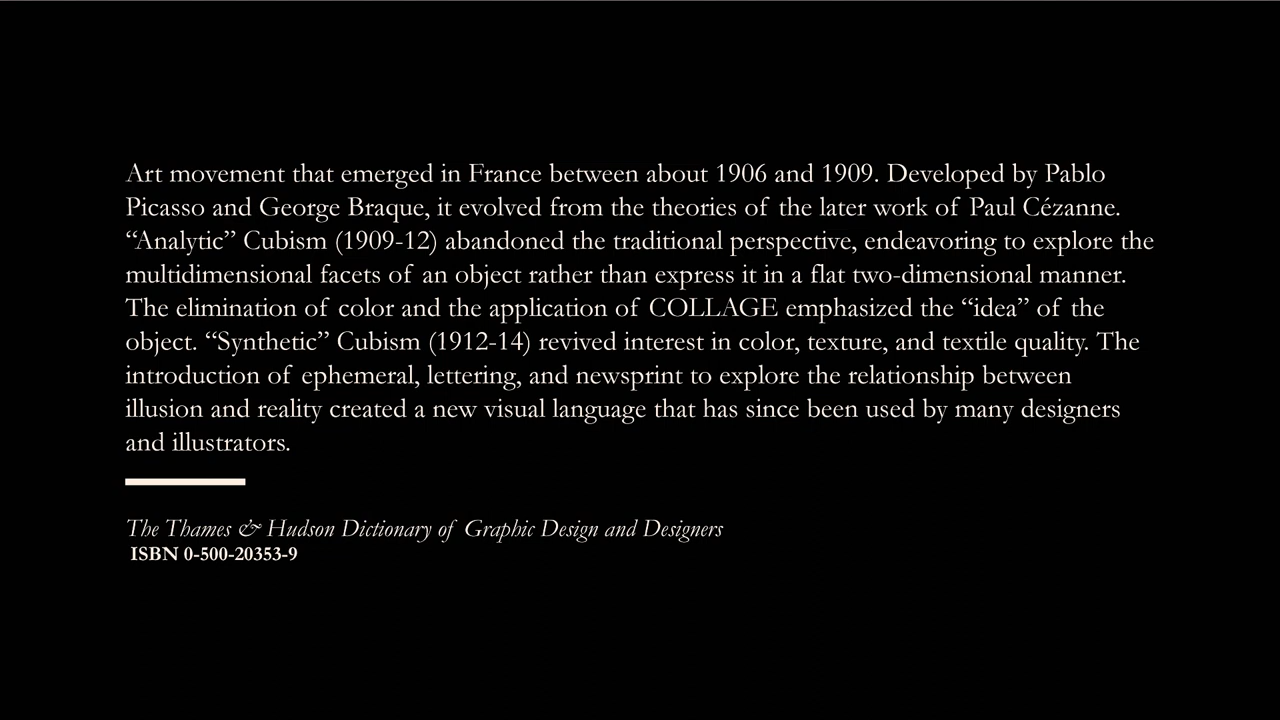 Art movement that emerged in France between about 1906 and 1909. Developed by Pablo
Picasso and George Braque, it evolved from the theories of the later work of Paul Cézanne.
“Analytic” Cubism (1909-12) abandoned the traditional perspective, endeavoring to explore the
multidimensional facets of an object rather than express it in a flat two-dimensional manner.
The elimination of color and the application of COLLAGE emphasized the “idea” of the
object. “Synthetic” Cubism (1912-14) revived interest in color, texture, and textile quality. The
introduction of ephemeral, lettering, and newsprint to explore the relationship between
illusion and reality created a new visual language that has since been used by many designers
and illustrators.
The Thames & Hudson Dictionary of Graphic Design and Designers
ISBN 0-500-20353-9